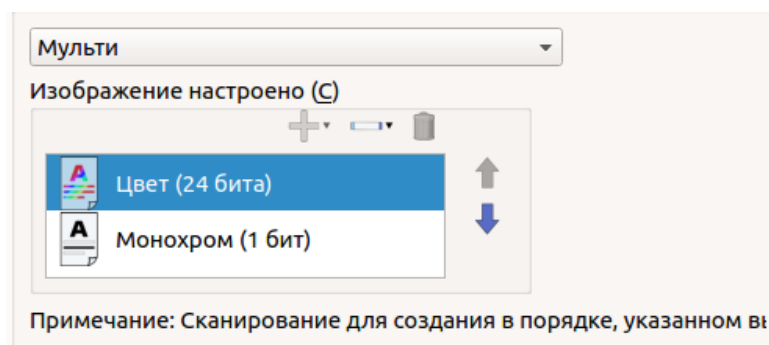 Мульти
Изображение настроено (С)
Цвет (24 бита)
Монохром (1 бит)
Примечание: Сканирование для создания в порядке, указанном